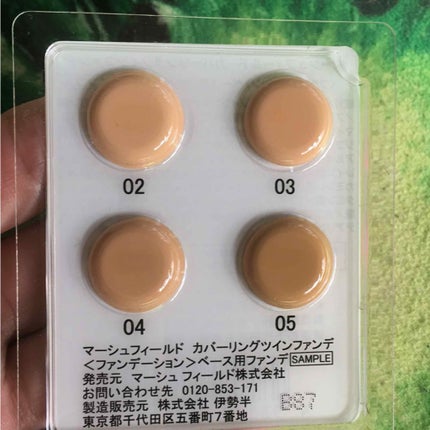 02 03
04 05
マーシュフィールド カバーリングツインファンデ
＜ファンデーション＞ベース用ファンデ SAMPLE
発売元 マーシュ フィールド株式会社
お問い合わせ先 0120-853-171
製造販売元 株式会社 伊勢半
東京都千代田区五番町7番地
B87